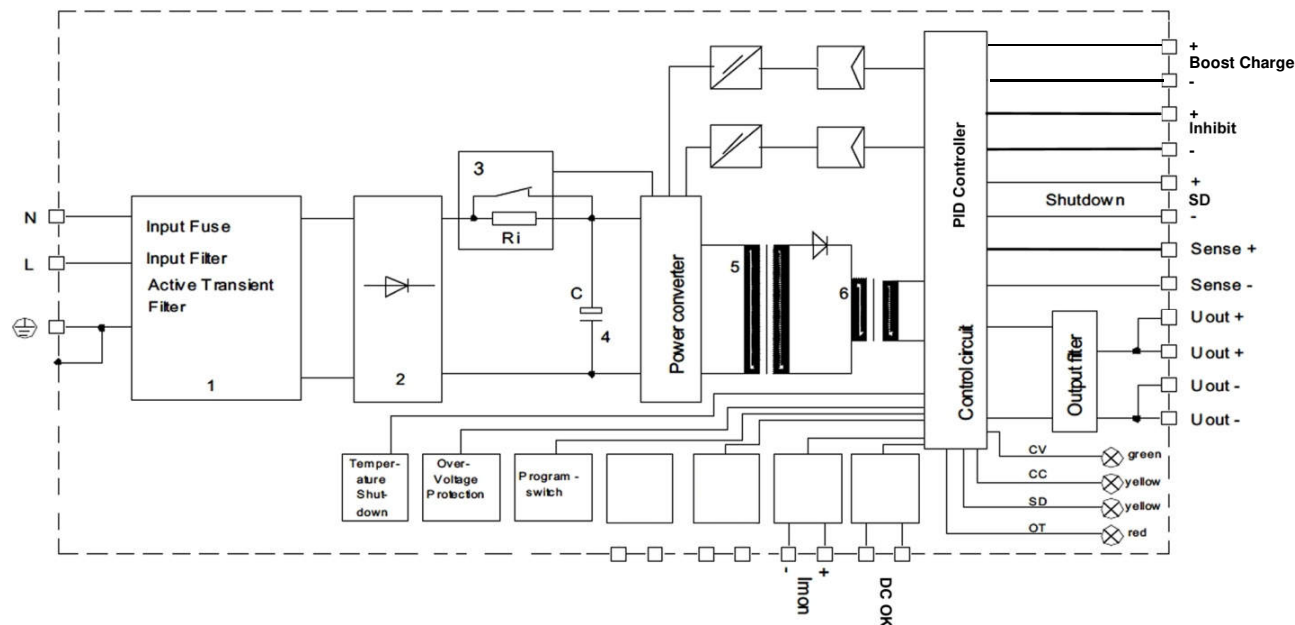 +
Boost Charge
-
+
Inhibit
-
+
Shutdown SD
-
Sense +
Sense -
Uout +
Uout +
Uout -
Uout -
PID Controller
Control circuit
Output filter
Power converter
3
Ri
C
4
5
6
N
L
Input Fuse
Input Filter
Active Transient
Filter
1
2
Temper-
ature
Shut-
down
Over-
Voltage
Protection
Program -
switch
CV green
CC yellow
SD yellow
OT red
- +
Imon
DC OK